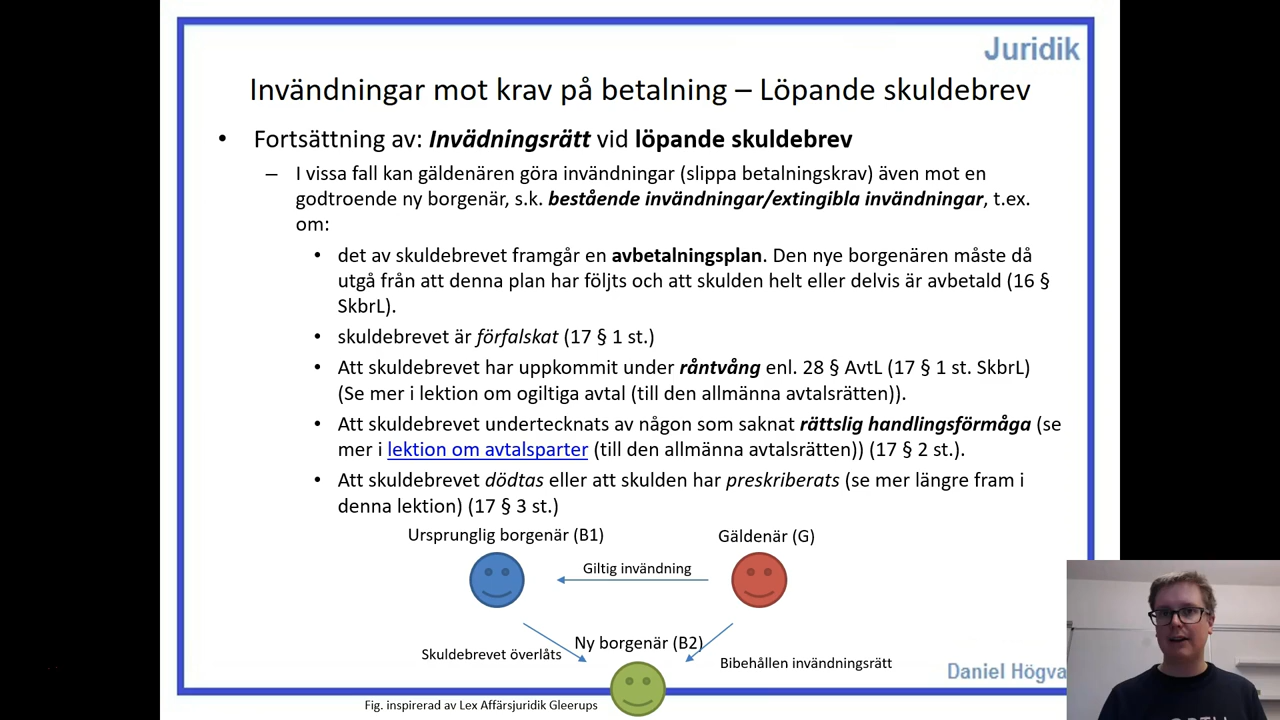 Juridik
Invändningar mot krav på betalning – Löpande skuldebrev
• Fortsättning av: Invädningsrätt vid löpande skuldebrev
– I vissa fall kan gäldenären göra invändningar (slippa betalningskrav) även mot en
godtroende ny borgenär, s.k. bestående invändningar/extingibla invändningar, t.ex.
om:
• det av skuldebrevet framgår en avbetalningsplan. Den nye borgenären måste då
utgå från att denna plan har följts och att skulden helt eller delvis är avbetald (16 §
SkbrL).
• skuldebrevet är förfalskat (17 § 1 st.)
• Att skuldebrevet har uppkommit under råntvång enl. 28 § AvtL (17 § 1 st. SkbrL)
(Se mer i lektion om ogiltiga avtal (till den allmänna avtalsrätten)).
• Att skuldebrevet undertecknats av någon som saknat rättslig handlingsförmåga (se
mer i lektion om avtalsparter (till den allmänna avtalsrätten)) (17 § 2 st.).
• Att skuldebrevet dödtas eller att skulden har preskriberats (se mer längre fram i
denna lektion) (17 § 3 st.)
Ursprunglig borgenär (B1)
Gäldenär (G)
Giltig invändning
Ny borgenär (B2)
Skuldebrevet överlåts
Bibehållen invändningsrätt
Daniel Högva
Fig. inspirerad av Lex Affärsjuridik Gleerups